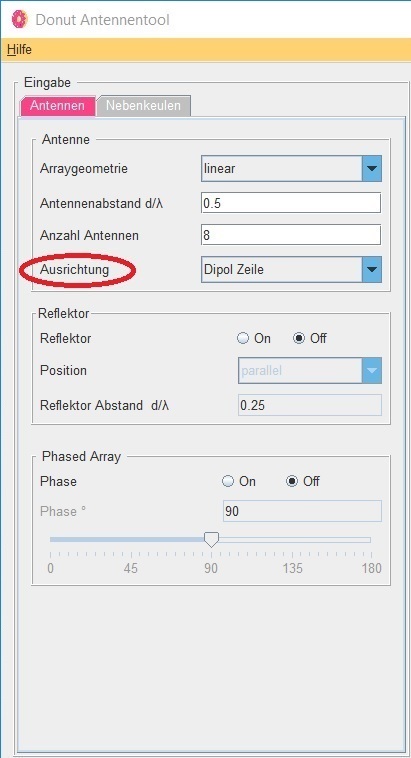 Donut Antennentool
Hilfe
Eingabe
Antennen Nebenkeulen
Antenne
Arraygeometrie linear
Antennenabstand d/λ 0.5
Anzahl Antennen 8
Ausrichtung Dipol Zeile
Reflektor
Reflektor On Off
Position parallel
Reflektor Abstand d/λ 0.25
Phased Array
Phase On Off
Phase ° 90
0 45 90 135 180